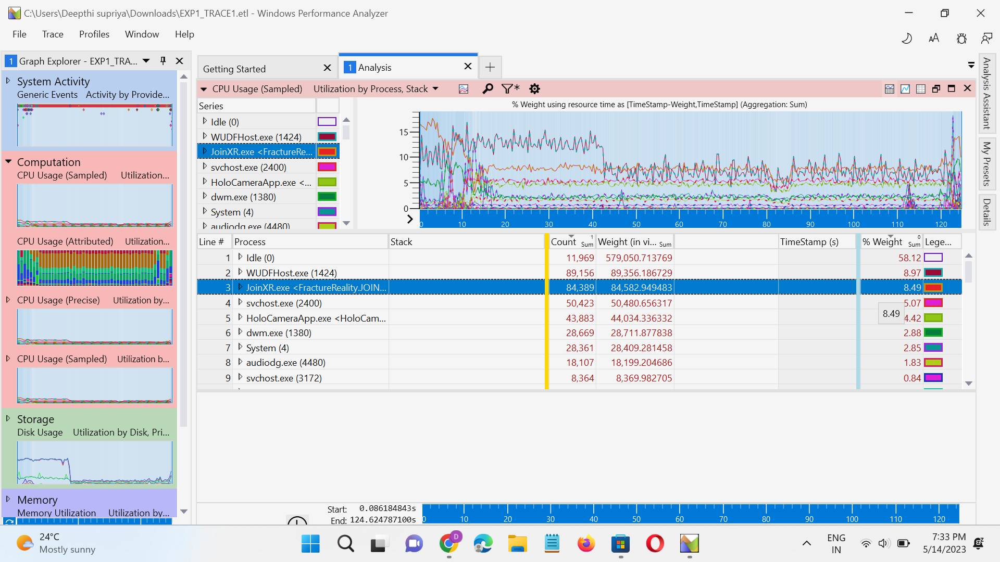 C:\Users\Deepthi supriya\Downloads\EXP1_TRACE1.etl - Windows Performance Analyzer
File Trace Profiles Window Help
1 Graph Explorer - EXP1_TRA...
System Activity
Generic Events Activity by Provide...
Computation
CPU Usage (Sampled) Utilization...
CPU Usage (Attributed) Utilization...
CPU Usage (Precise) Utilization by...
CPU Usage (Sampled) Utilization b...
Storage
Disk Usage Utilization by Disk, Pri...
Memory
Memory Utilization Utilization by...
Getting Started
1 Analysis
CPU Usage (Sampled) Utilization by Process, Stack
Series
Idle (0)
WUDFHost.exe (1424)
JoinXR.exe <FractureRe...
svchost.exe (2400)
HoloCameraApp.exe <...
dwm.exe (1380)
System (4)
audiodg.exe (4480)
% Weight using resource time as [TimeStamp-Weight,TimeStamp] (Aggregation: Sum)
15
10
5
0
0 10 20 30 40 50 60 70 80 90 100 110 120
Line # Process Stack Count Sum 1 Weight (in vi... Sum TimeStamp (s) % Weight Sum 0 Lege...
1 Idle (0) 11,969 579,050.713769 58.12
2 WUDFHost.exe (1424) 89,156 89,356.186729 8.97
3 JoinXR.exe <FractureReality.JOIN... 84,389 84,582.949483 8.49
4 svchost.exe (2400) 50,423 50,480.656317 5.07
8.49
5 HoloCameraApp.exe <HoloCam... 43,883 44,034.336332 4.42
6 dwm.exe (1380) 28,669 28,711.877838 2.88
7 System (4) 28,361 28,409.281458 2.85
8 audiodg.exe (4480) 18,107 18,199.204686 1.83
9 svchost.exe (3172) 8,364 8,369.982705 0.84
Start: 0.086184843s
End: 124.624787100s
0 10 20 30 40 50 60 70 80 90 100 110 120
Analysis Assistant
My Presets
Details
24°C
Mostly sunny
D
ENG
IN
7:33 PM
5/14/2023